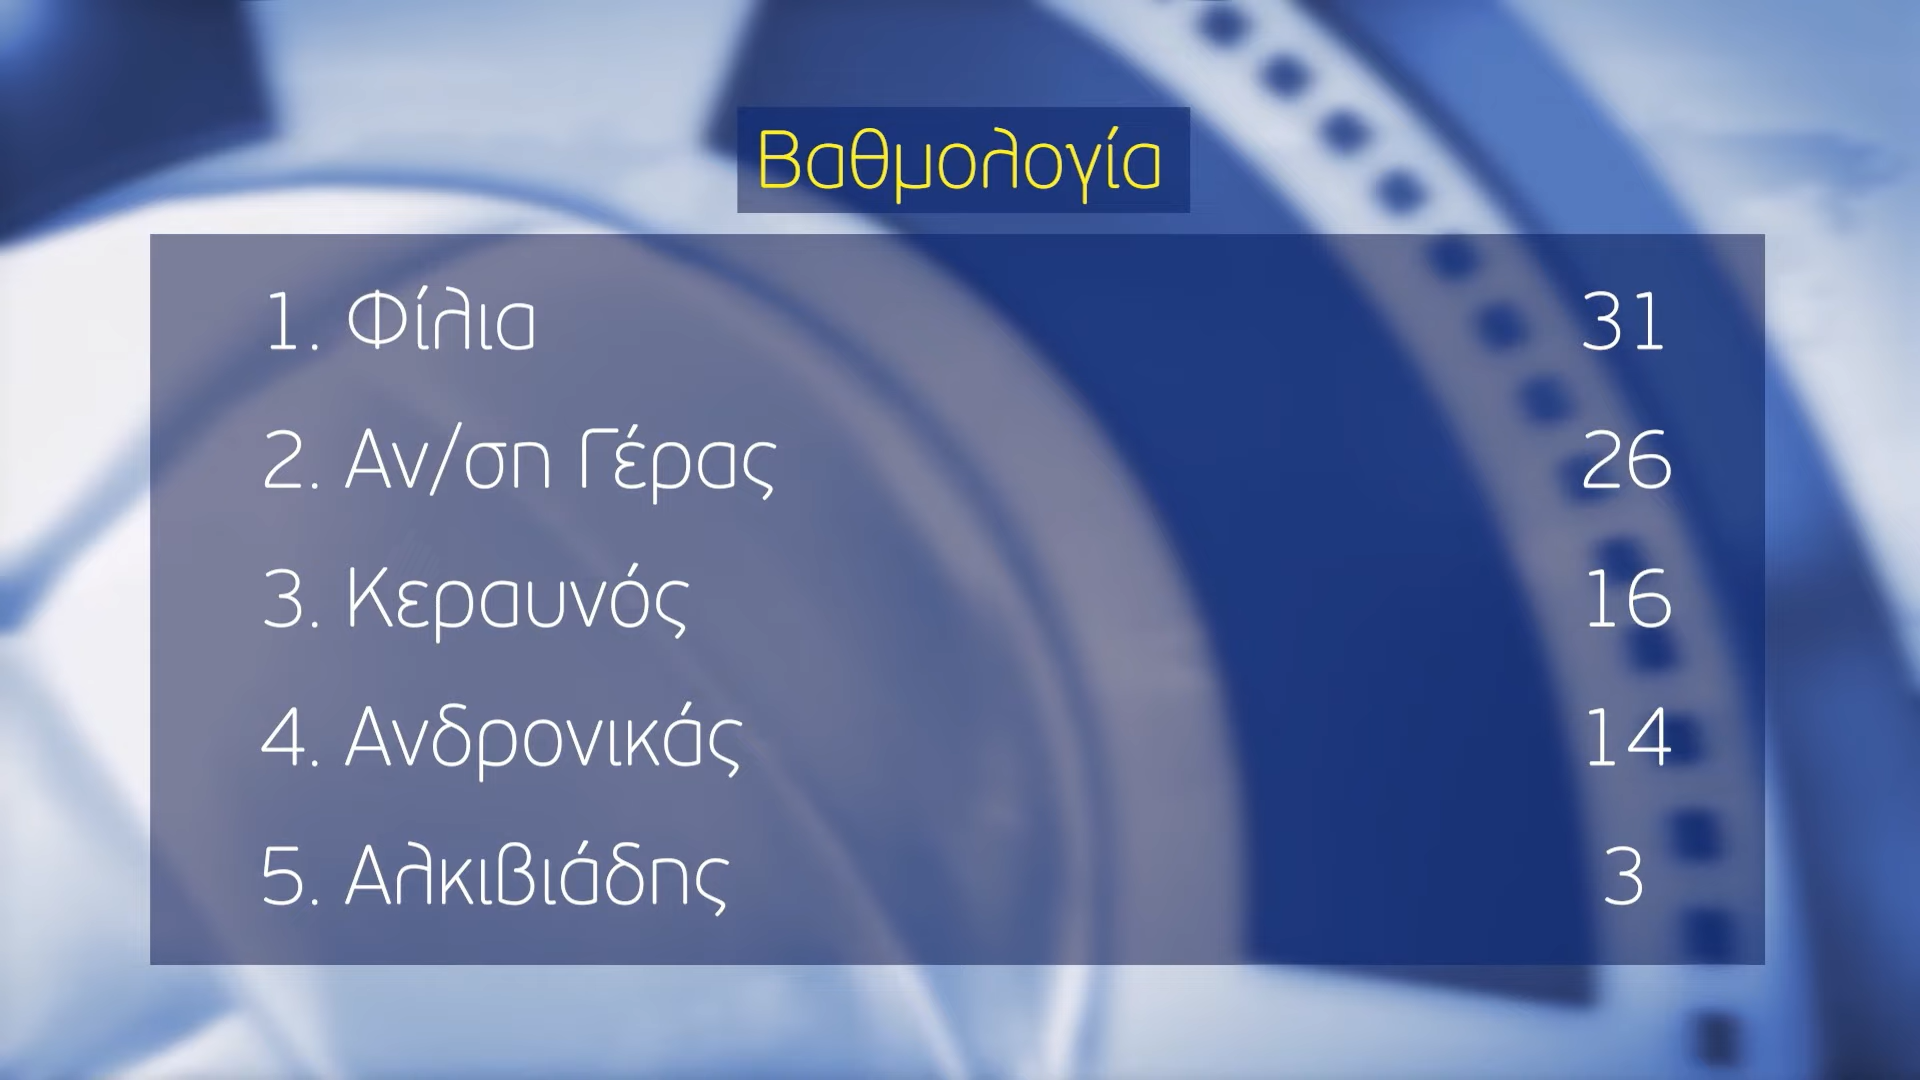 Βαθμολογία
1. Φίλια 31
2. Αν/ση Γέρας 26
3. Κεραυνός 16
4. Ανδρονικάς 14
5. Αλκιβιάδης 3